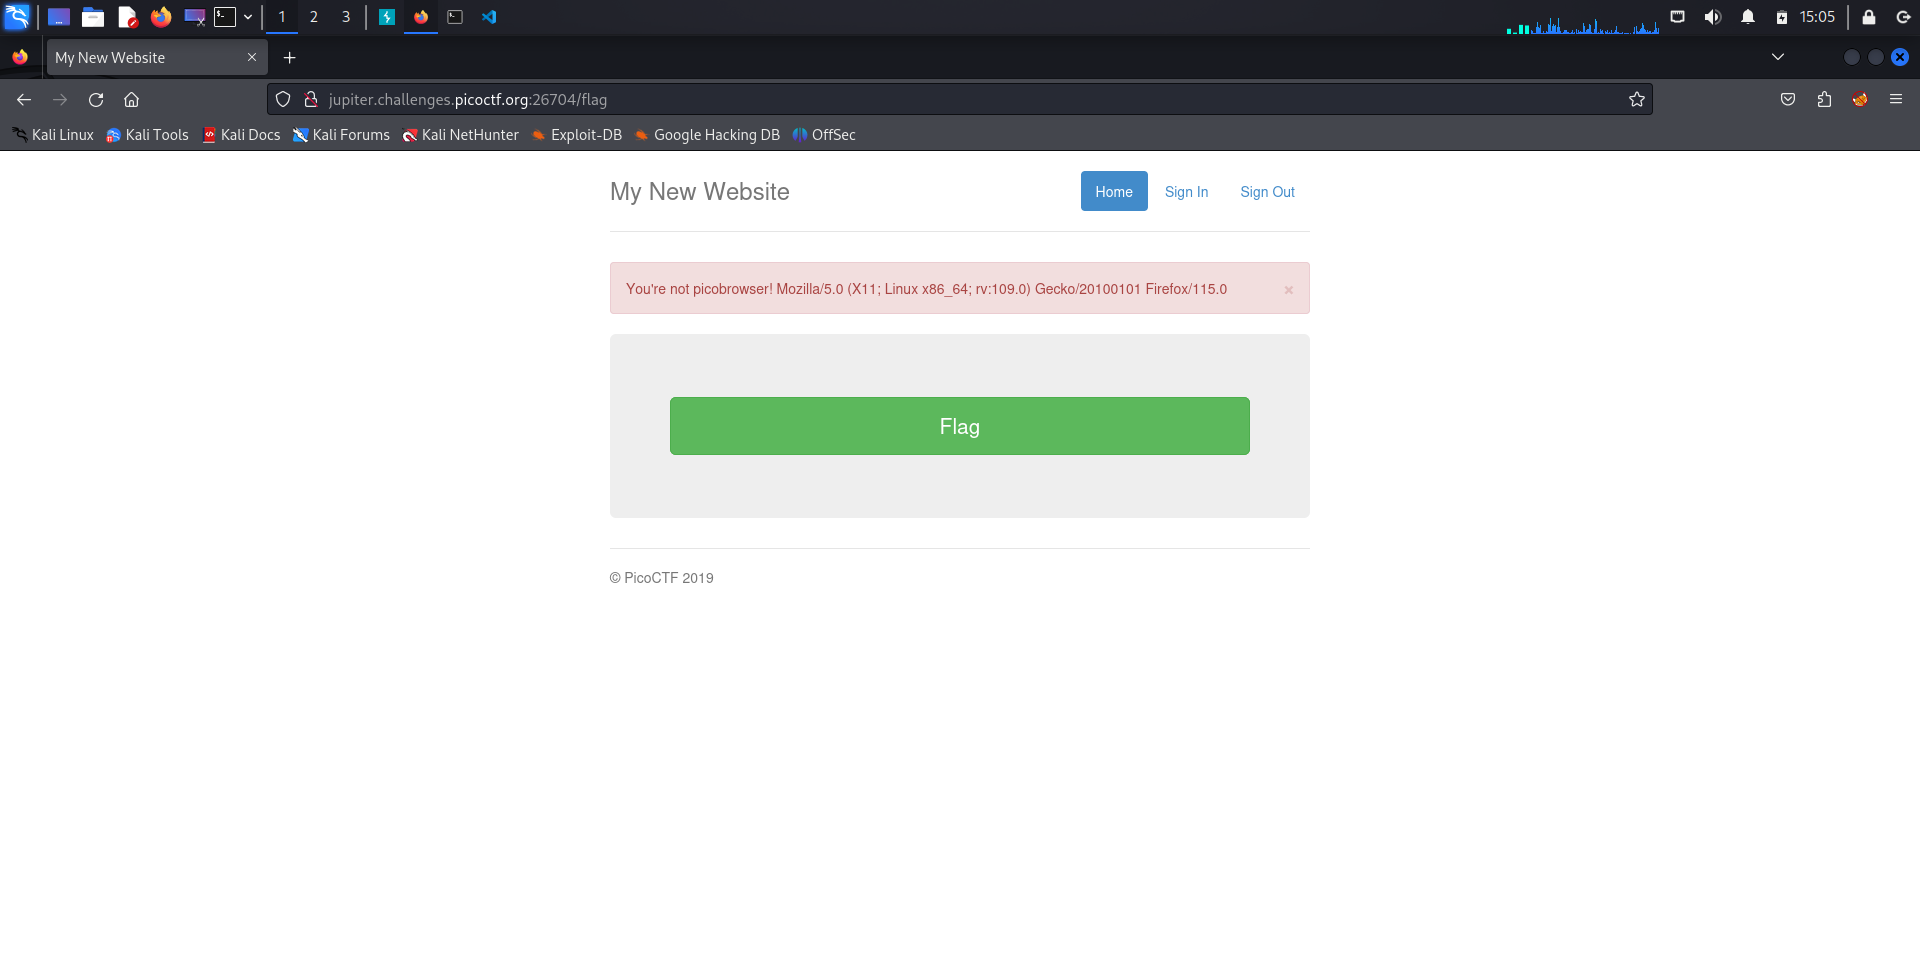 1 2 3 15:05
My New Website
jupiter.challenges.picoctf.org:26704/flag
Kali Linux Kali Tools Kali Docs Kali Forums Kali NetHunter Exploit-DB Google Hacking DB OffSec
My New Website Home Sign In Sign Out
You're not picobrowser! Mozilla/5.0 (X11; Linux x86_64; rv:109.0) Gecko/20100101 Firefox/115.0 ×
Flag
© PicoCTF 2019